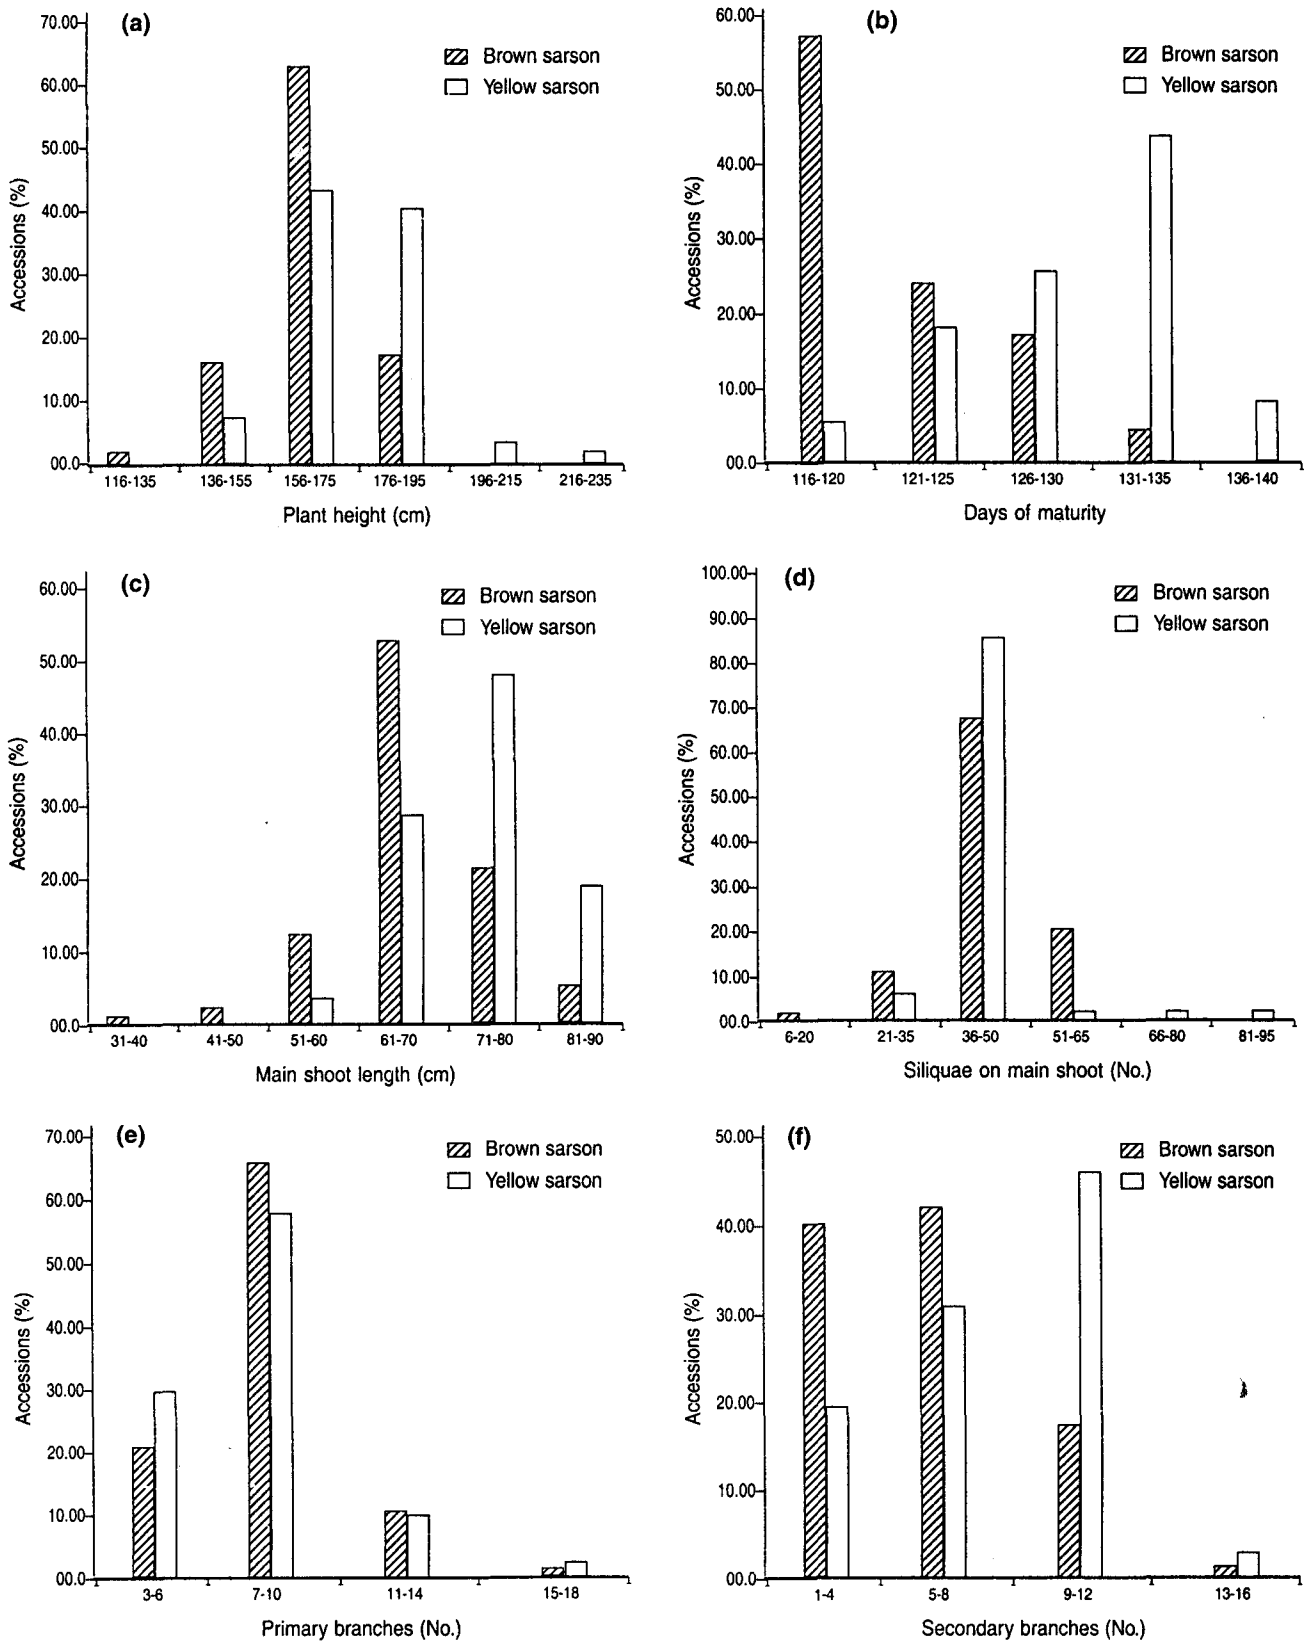 (a)
Brown sarson
Yellow sarson
70.00
60.00
50.00
40.00
30.00
20.00
10.00
00.0
Accessions (%)
116-135 136-155 156-175 176-195 196-215 216-235
Plant height (cm)
(b)
Brown sarson
Yellow sarson
60.00
50.00
40.00
30.00
20.00
10.00
00.0
Accessions (%)
116-120 121-125 126-130 131-135 136-140
Days of maturity
(c)
Brown sarson
Yellow sarson
60.00
50.00
40.00
30.00
20.00
10.00
00.0
Accessions (%)
31-40 41-50 51-60 61-70 71-80 81-90
Main shoot length (cm)
(d)
Brown sarson
Yellow sarson
100.00
90.00
80.00
70.00
60.00
50.00
40.00
30.00
20.00
10.00
00.0
Accessions (%)
6-20 21-35 36-50 51-65 66-80 81-95
Siliquae on main shoot (No.)
(e)
Brown sarson
Yellow sarson
70.00
60.00
50.00
40.00
30.00
20.00
10.00
00.0
Accessions (%)
3-6 7-10 11-14 15-18
Primary branches (No.)
(f)
Brown sarson
Yellow sarson
50.00
40.00
30.00
20.00
10.00
00.0
Accessions (%)
1-4 5-8 9-12 13-16
Secondary branches (No.)